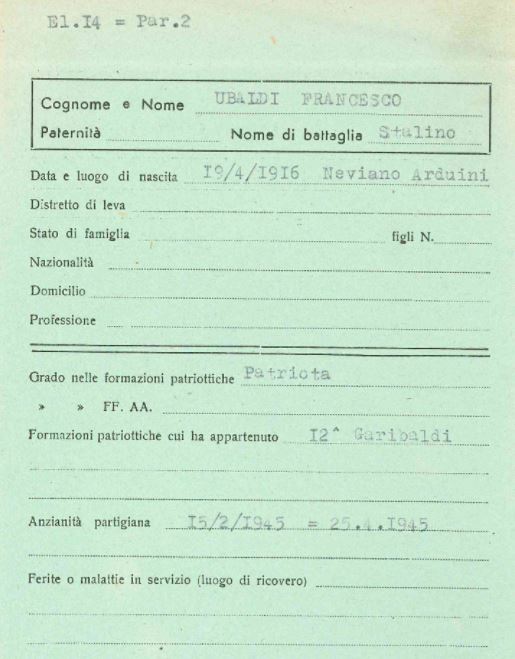 El.I4 = Par.2
Cognome e Nome UBALDI FRANCESCO
Paternità Nome di battaglia Stalino
Data e luogo di nascita I9/4/I9I6 Neviano Arduini
Distretto di leva
Stato di famiglia figli N.
Nazionalità
Domicilio
Professione
Grado nelle formazioni patriottiche Patriota
» » FF. AA.
Formazioni patriottiche cui ha appartenuto I2^ Garibaldi
Anzianità partigiana I5/2/I945 = 25.4.I945
Ferite o malattie in servizio (luogo di ricovero)